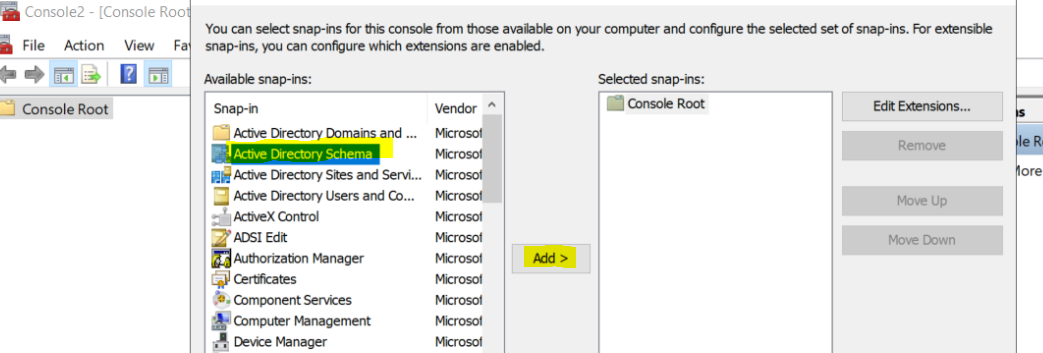 Console2 - [Console Root
File Action View Fa
You can select snap-ins for this console from those available on your computer and configure the selected set of snap-ins. For extensible
snap-ins, you can configure which extensions are enabled.
Available snap-ins:
Selected snap-ins:
Console Root
Snap-in Vendor
Active Directory Domains and ... Microsof
Active Directory Schema Microsof
Active Directory Sites and Servi... Microsof
Active Directory Users and Co... Microsof
ActiveX Control Microsof
ADSI Edit Microsof
Authorization Manager Microsof
Certificates Microsof
Component Services Microsof
Computer Management Microsof
Device Manager Microsof
Add >
Console Root
Edit Extensions...
Remove
Move Up
Move Down
ns
le R
More